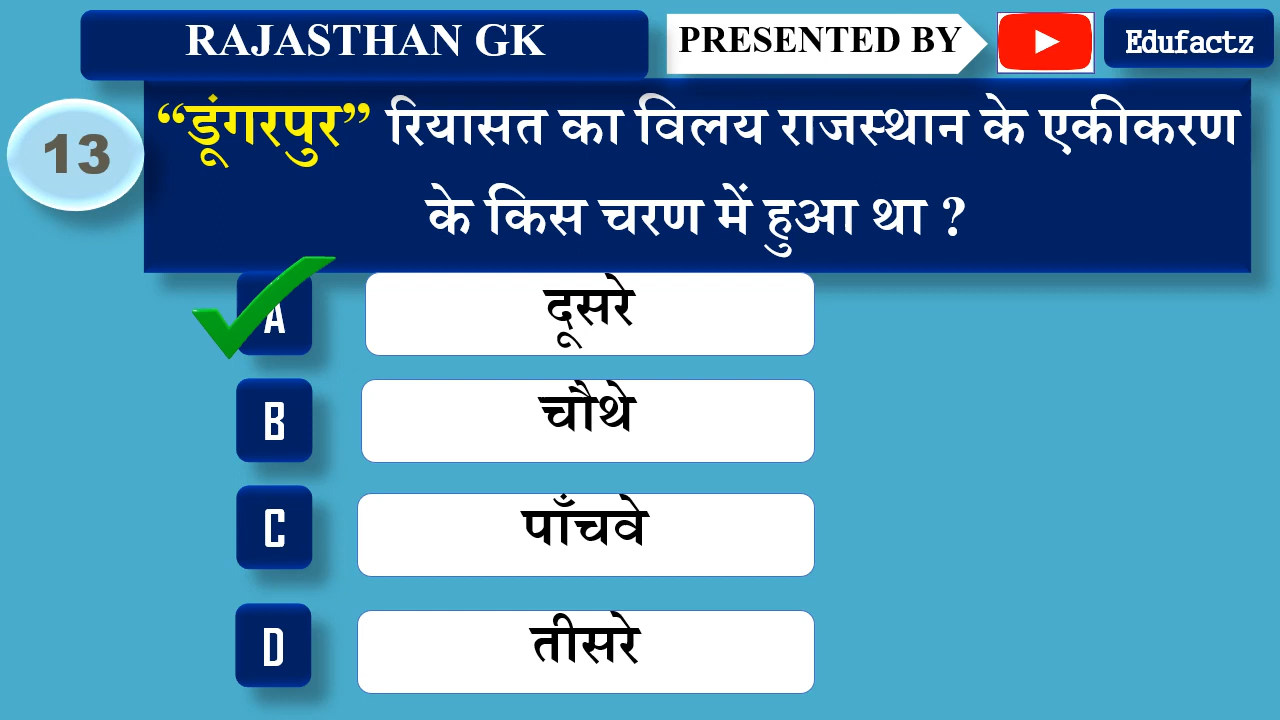 RAJASTHAN GK
PRESENTED BY
Edufactz
13
“डूंगरपुर” रियासत का विलय राजस्थान के एकीकरण
के किस चरण में हुआ था ?
A
दूसरे
B
चौथे
C
पाँचवे
D
तीसरे